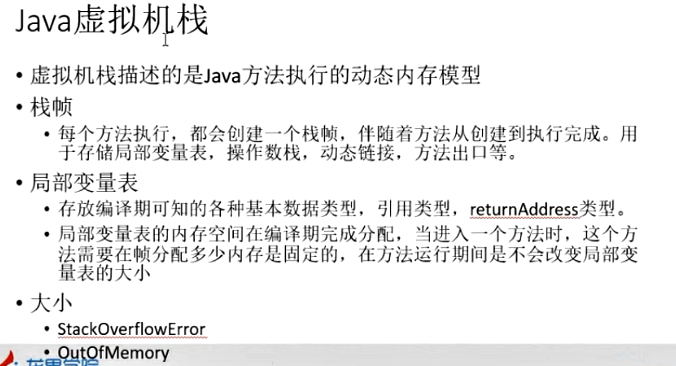 Java虚拟机栈
• 虚拟机栈描述的是Java方法执行的动态内存模型
• 栈帧
• 每个方法执行，都会创建一个栈帧，伴随着方法从创建到执行完成。用
于存储局部变量表，操作数栈，动态链接，方法出口等。
• 局部变量表
• 存放编译期可知的各种基本数据类型，引用类型，returnAddress类型。
• 局部变量表的内存空间在编译期完成分配，当进入一个方法时，这个方
法需要在帧分配多少内存是固定的，在方法运行期间是不会改变局部变
量表的大小
• 大小
• StackOverflowError
• OutOfMemory